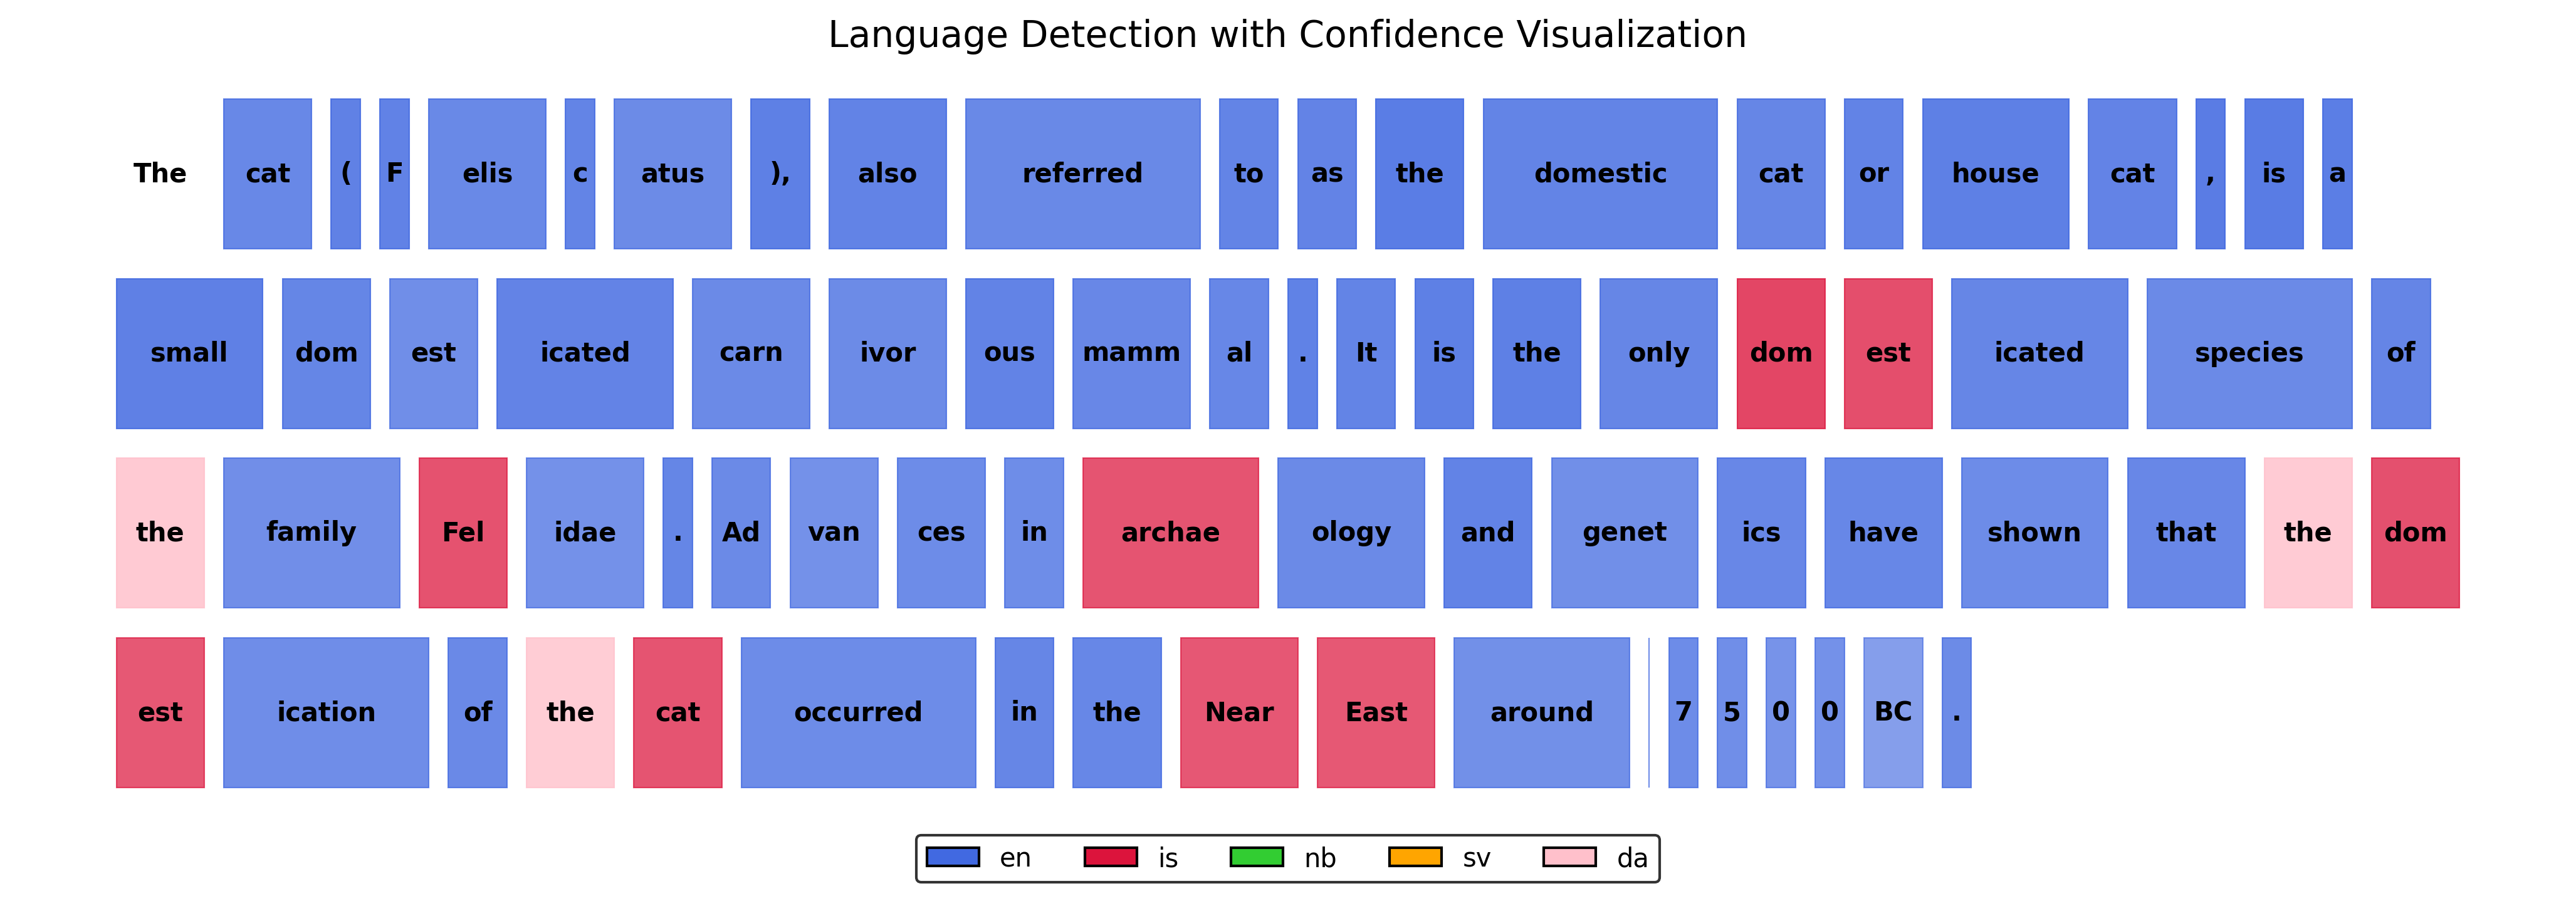 Language Detection with Confidence Visualization
The cat ( F elis c atus ), also referred to as the domestic cat or house cat , is a
small dom est icated carn ivor ous mamm al . It is the only dom est icated species of
the family Fel idae . Ad van ces in archae ology and genet ics have shown that the dom
est ication of the cat occurred in the Near East around 7 5 0 0 BC .
en is nb sv da